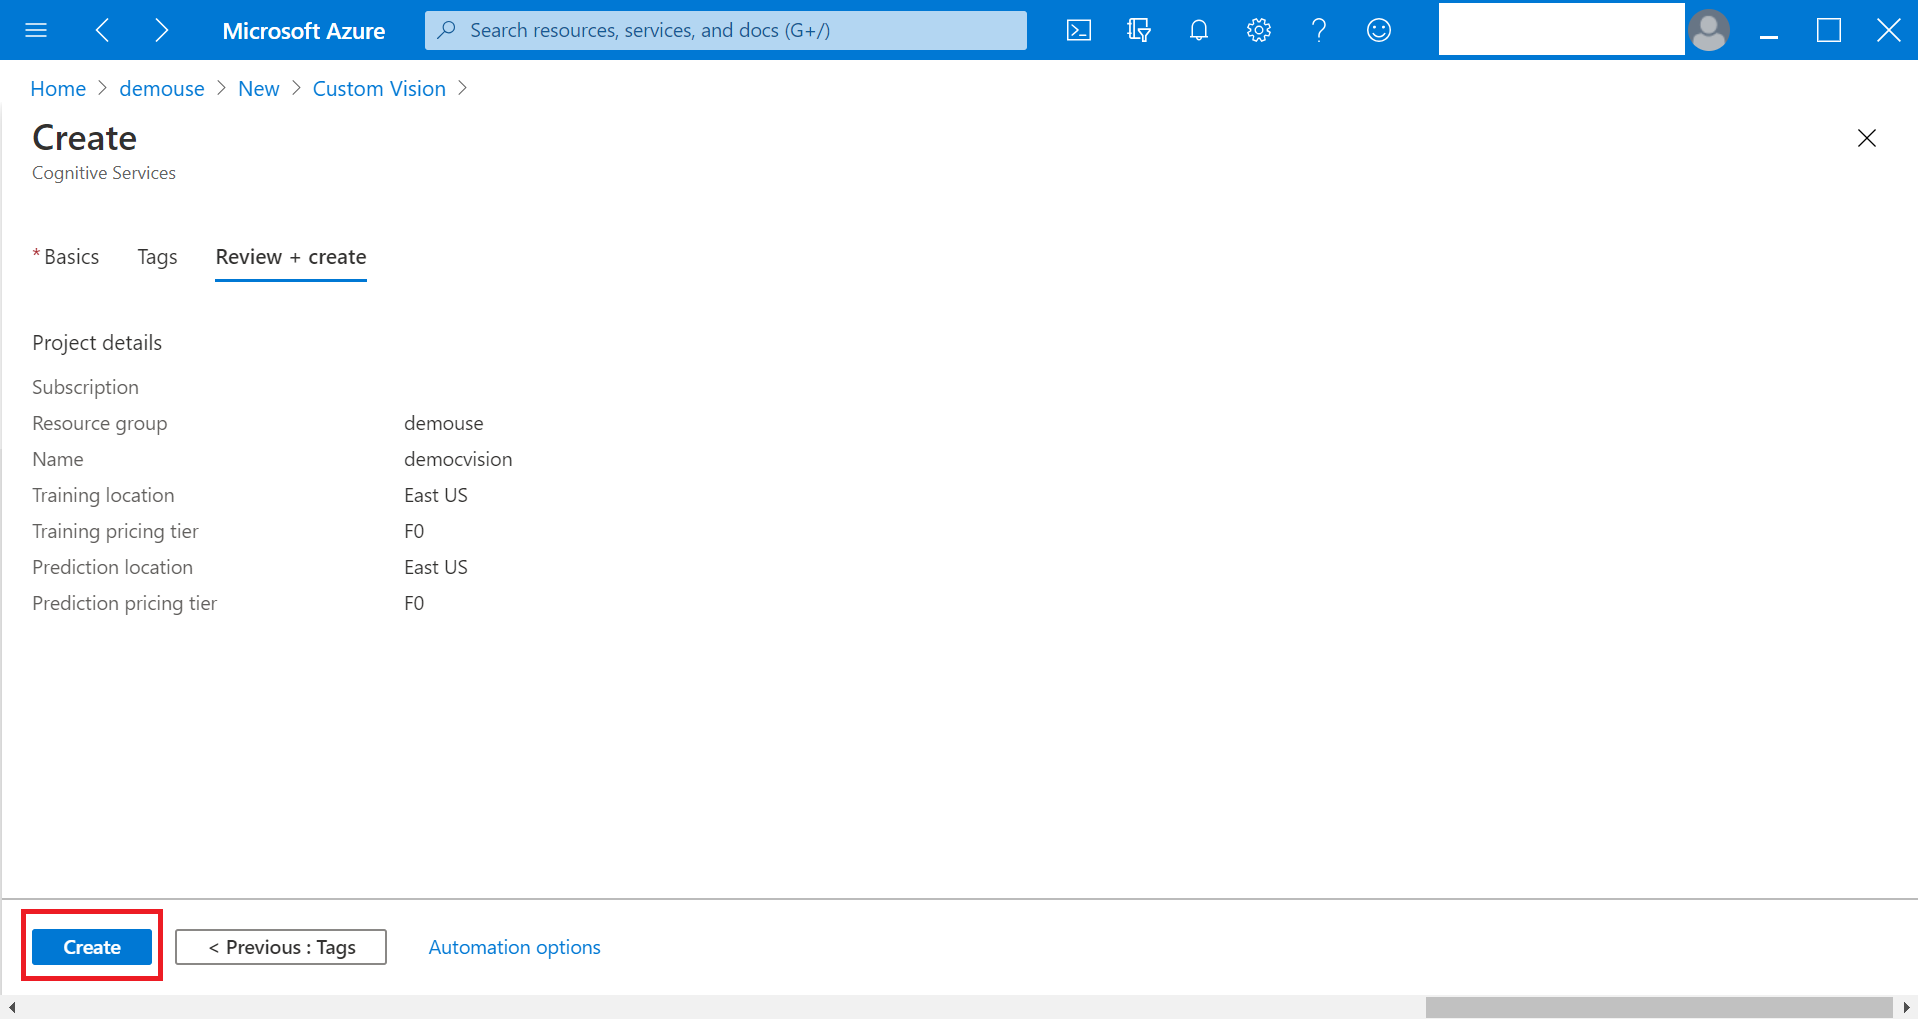 Microsoft Azure
Search resources, services, and docs (G+/)
Home > demouse > New > Custom Vision >
Create
Cognitive Services
* Basics Tags Review + create
Project details
Subscription
Resource group demouse
Name democvision
Training location East US
Training pricing tier F0
Prediction location East US
Prediction pricing tier F0
Create < Previous : Tags Automation options